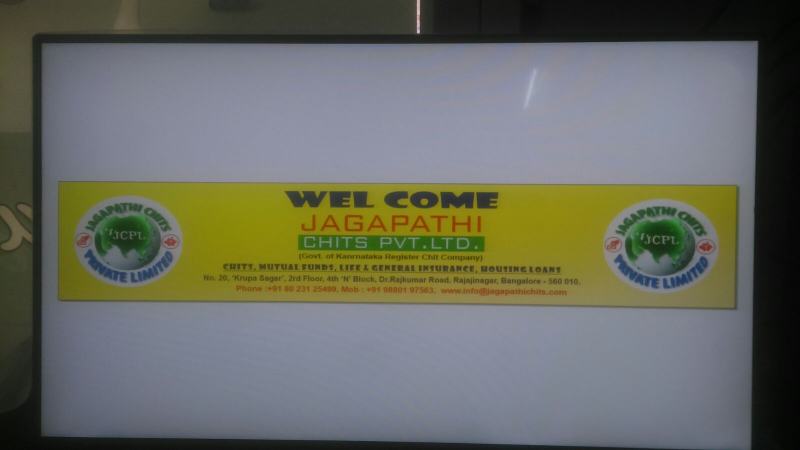 WEL COME
JAGAPATHI
CHITS PVT.LTD.
(Govt. of Kanrnataka Register Chit Company)
CHITS, MUTUAL FUNDS, LIFE & GENERAL INSURANCE, HOUSING LOANS
No. 20, 'Krupa Sagar', 2rd Floor, 4th 'N' Block, Dr.Rajkumar Road, Rajajinagar, Bangalore - 560 010.
Phone :+91 80 231 25499, Mob : +91 98801 97563, www.info@jagapathichits.com
JAGAPATHI CHITS
JCPL
PRIVATE LIMITED
JAGAPATHI CHITS
JCPL
PRIVATE LIMITED